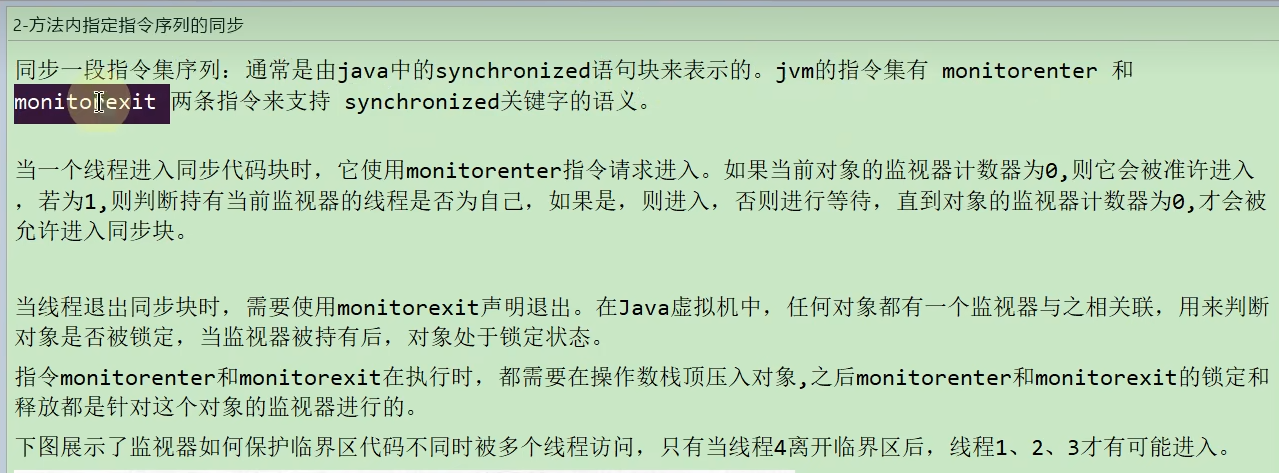 2-方法内指定指令序列的同步
同步一段指令集序列：通常是由java中的synchronized语句块来表示的。jvm的指令集有 monitorenter 和
monitorexit 两条指令来支持 synchronized关键字的语义。
当一个线程进入同步代码块时，它使用monitorenter指令请求进入。如果当前对象的监视器计数器为0,则它会被准许进入
，若为1,则判断持有当前监视器的线程是否为自己，如果是，则进入，否则进行等待，直到对象的监视器计数器为0,才会被
允许进入同步块。
当线程退出同步块时，需要使用monitorexit声明退出。在Java虚拟机中，任何对象都有一个监视器与之相关联，用来判断
对象是否被锁定，当监视器被持有后，对象处于锁定状态。
指令monitorenter和monitorexit在执行时，都需要在操作数栈顶压入对象,之后monitorenter和monitorexit的锁定和
释放都是针对这个对象的监视器进行的。
下图展示了监视器如何保护临界区代码不同时被多个线程访问，只有当线程4离开临界区后，线程1、2、3才有可能进入。